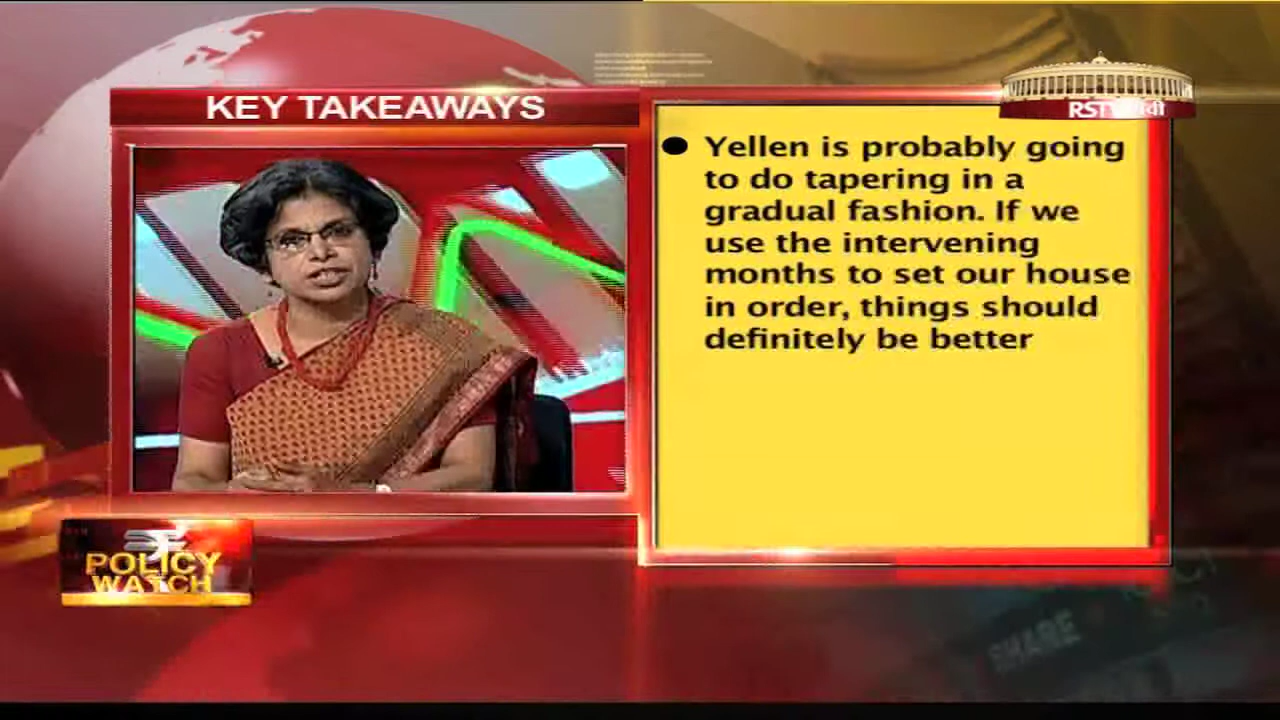 KEY TAKEAWAYS
RSTV
Yellen is probably going
to do tapering in a
gradual fashion. If we
use the intervening
months to set our house
in order, things should
definitely be better
POLICY
WATCH
SHARE